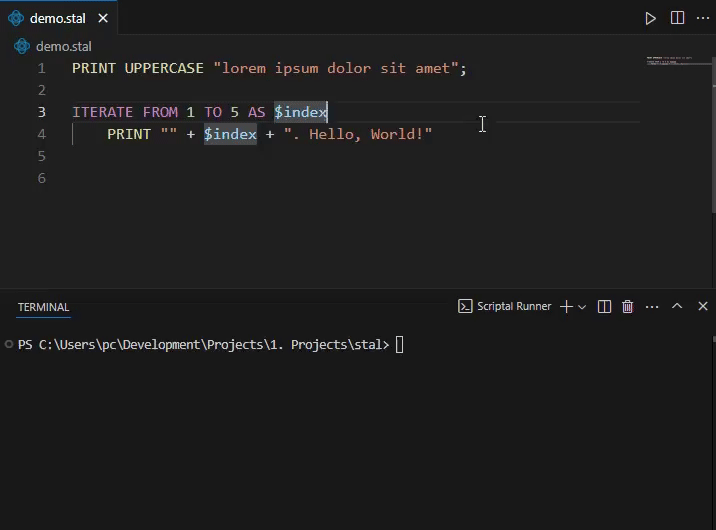 demo.stal
demo.stal
1 PRINT UPPERCASE "lorem ipsum dolor sit amet";
2
3 ITERATE FROM 1 TO 5 AS $index
4 PRINT "" + $index + ". Hello, World!"
5
6
TERMINAL
Scriptal Runner
PS C:\Users\pc\Development\Projects\1. Projects\stal>